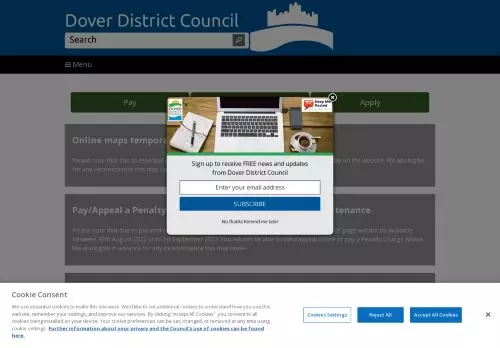 Dover District Council
Search
≡ Menu
Pay
Apply
Online maps tempora
Please note that due to essential
ay on this website. We apologise
for any inconvenience this may ca
Keep Me
Posted
Sign up to receive FREE news and updates
from Dover District Council
Enter your email address
SUBSCRIBE
No thanks Remind me later
Pay/Appeal a Penalty
tenance
Please note that due to planned m
page will not be available
between 30th August 2022 until 1st September 2022. You will not be able to view/appeal online or pay a Penalty Charge Notice.
We apologise in advance for any inconvenience this may cause.
Cookie Consent
We use essential cookies to make this site work. We'd like to set additional cookies to understand how you use this
website, remember your settings, and improve our services. By clicking "Accept All Cookies", you consent to all
cookies being installed on your device. Your cookie preferences can be set, changed, or removed at any time using
cookie settings. Further information about your privacy and the Council's use of cookies can be found
here.
Cookies Settings
Reject All
Accept All Cookies